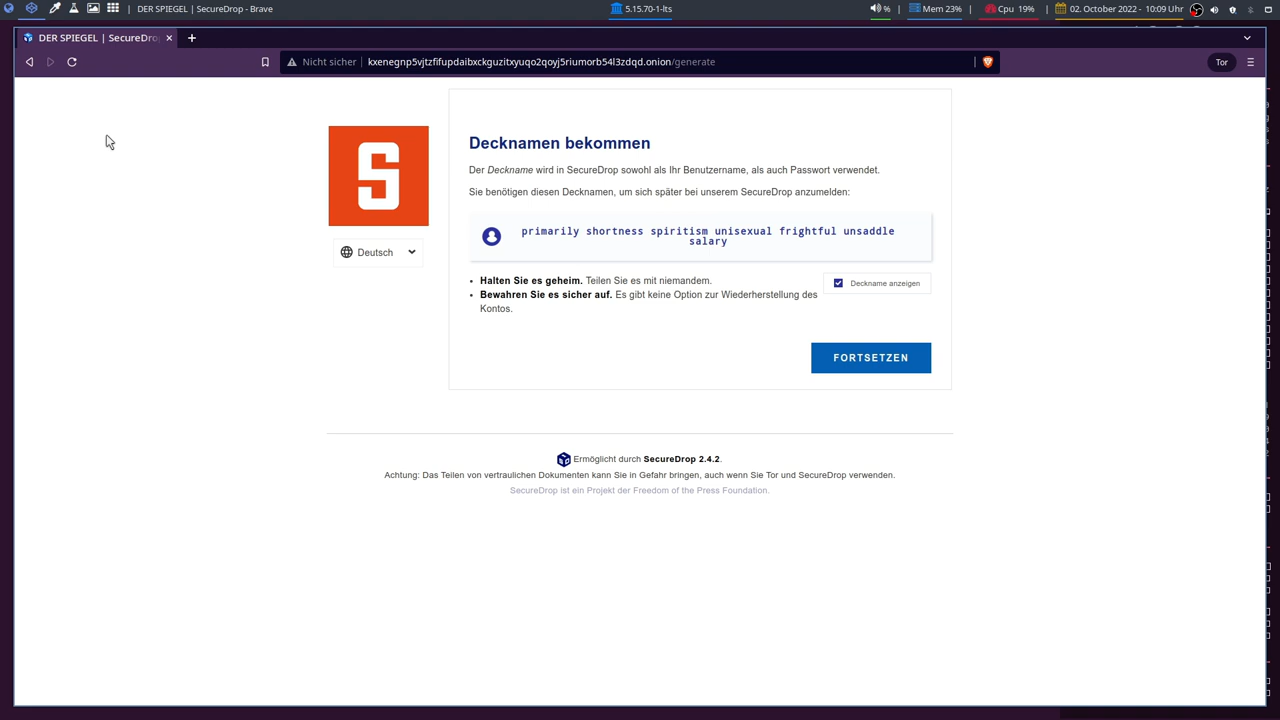 DER SPIEGEL | SecureDrop - Brave
5.15.70-1-lts
%
Mem 23%
Cpu 19%
02. October 2022 - 10:09 Uhr
DER SPIEGEL | SecureDro
Nicht sicher
kxenegnp5vjtzfifupdaibxckguzitxyuqo2qoyj5riumorb54l3zdqd.onion/generate
Tor
S
Deutsch
Decknamen bekommen
Der Deckname wird in SecureDrop sowohl als Ihr Benutzername, als auch Passwort verwendet.
Sie benötigen diesen Decknamen, um sich später bei unserem SecureDrop anzumelden:
primarily shortness spiritism unisexual frightful unsaddle
salary
Halten Sie es geheim. Teilen Sie es mit niemandem.
Deckname anzeigen
Bewahren Sie es sicher auf. Es gibt keine Option zur Wiederherstellung des
Kontos.
FORTSETZEN
Ermöglicht durch SecureDrop 2.4.2.
Achtung: Das Teilen von vertraulichen Dokumenten kann Sie in Gefahr bringen, auch wenn Sie Tor und SecureDrop verwenden.
SecureDrop ist ein Projekt der Freedom of the Press Foundation.